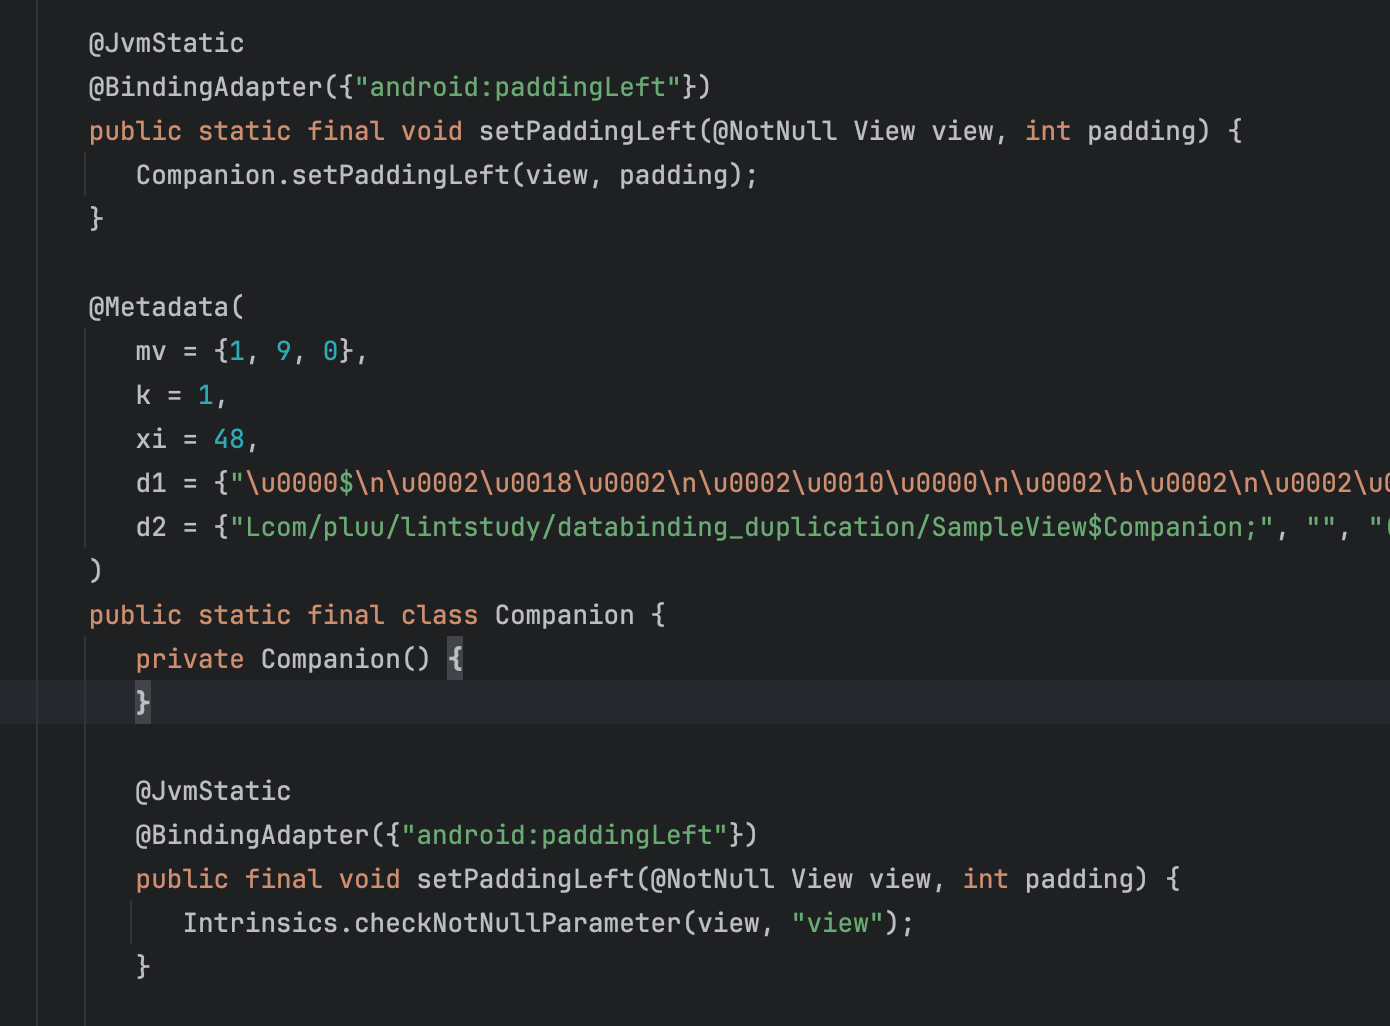 @JvmStatic
@BindingAdapter({"android:paddingLeft"})
public static final void setPaddingLeft(@NotNull View view, int padding) {
Companion.setPaddingLeft(view, padding);
}
@Metadata(
mv = {1, 9, 0},
k = 1,
xi = 48,
d1 = {"\u0000$\n\u0002\u0018\u0002\n\u0002\u0010\u0000\n\u0002\b\u0002\n\u0002\u0
d2 = {"Lcom/pluu/lintstudy/databinding_duplication/SampleView$Companion;", "", "(
)
public static final class Companion {
private Companion() {
}
@JvmStatic
@BindingAdapter({"android:paddingLeft"})
public final void setPaddingLeft(@NotNull View view, int padding) {
Intrinsics.checkNotNullParameter(view, "view");
}